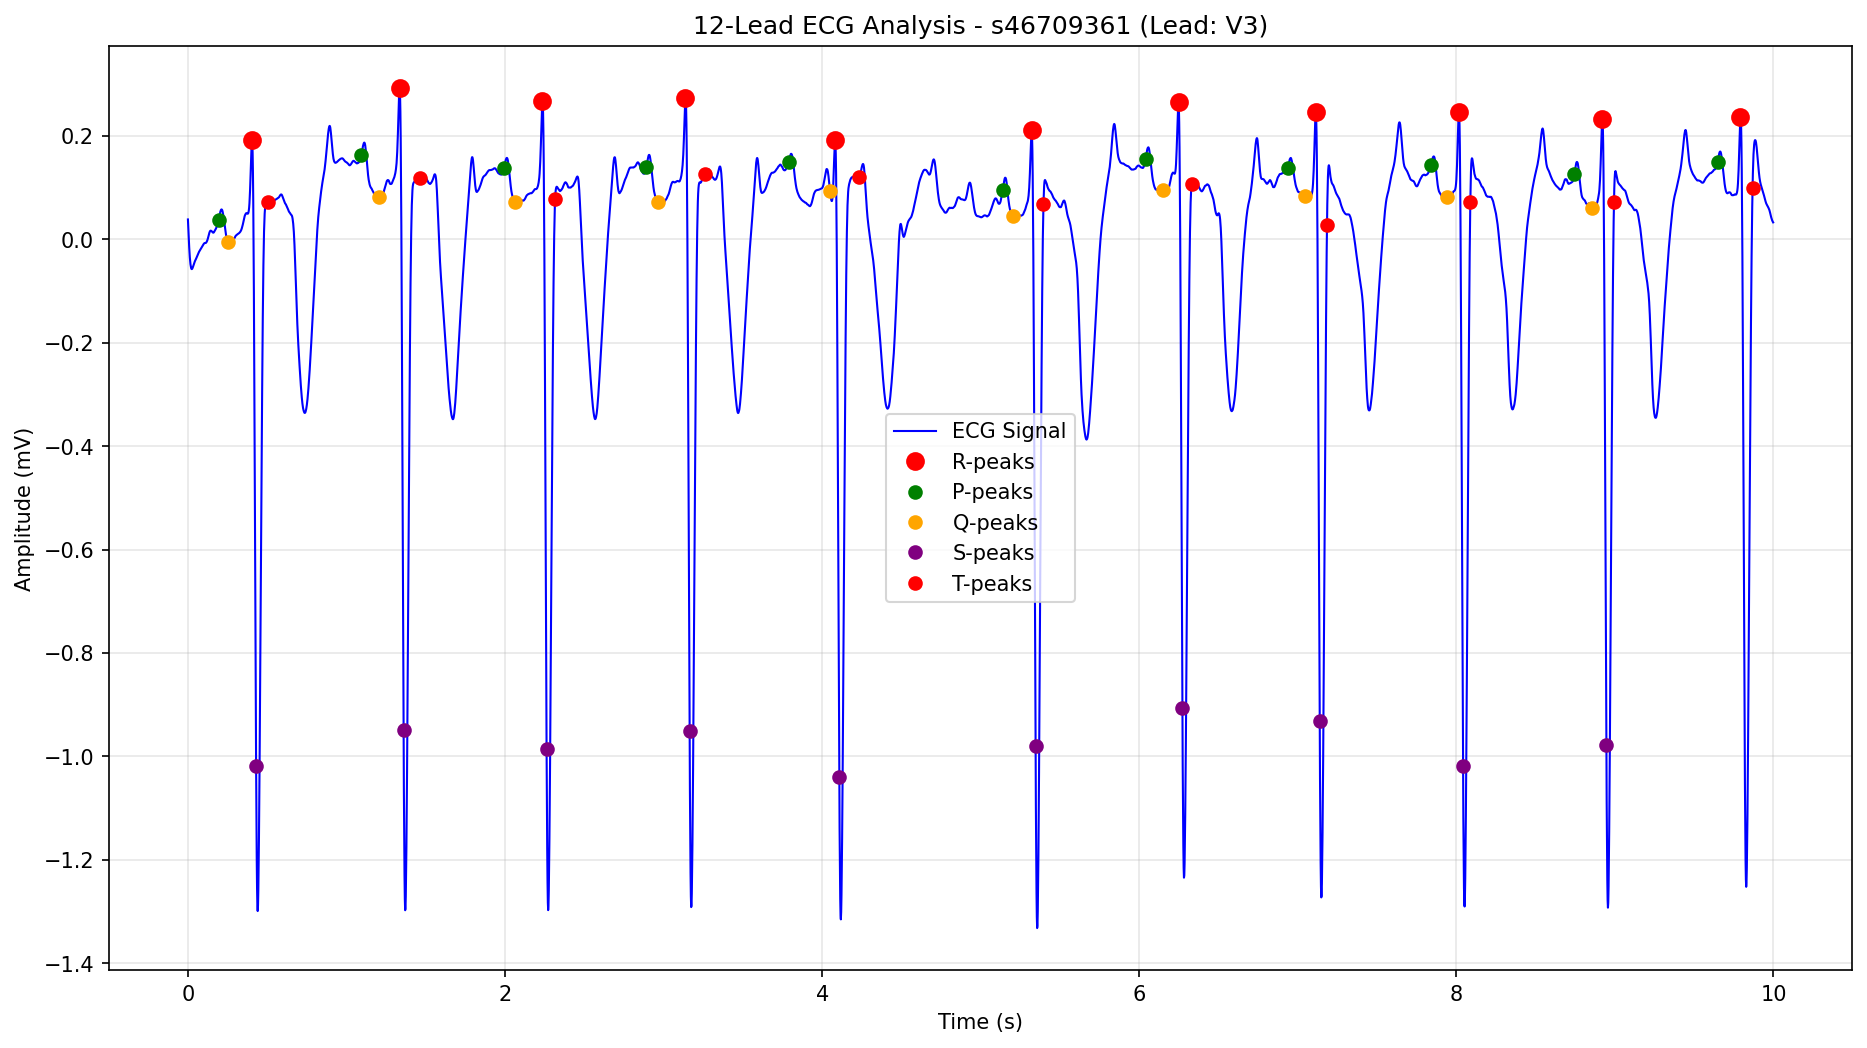 12-Lead ECG Analysis - s46709361 (Lead: V3)
Amplitude (mV)
0.2
0.0
−0.2
−0.4
−0.6
−0.8
−1.0
−1.2
−1.4
ECG Signal
R-peaks
P-peaks
Q-peaks
S-peaks
T-peaks
0 2 4 6 8 10
Time (s)